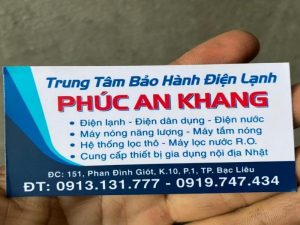 Trung Tâm Bảo Hành Điện Lạnh
PHÚC AN KHANG
• Điện lạnh - Điện dân dụng - Điện nước
• Máy nóng năng lượng - Máy tắm nóng
• Hệ thống lọc thô - Máy lọc nước R.O.
• Cung cấp thiết bị gia dụng nội địa Nhật
ĐC: 151, Phan Đình Giót, K.10, P.1, TP. Bạc Liêu
ĐT: 0913.131.777 - 0919.747.434